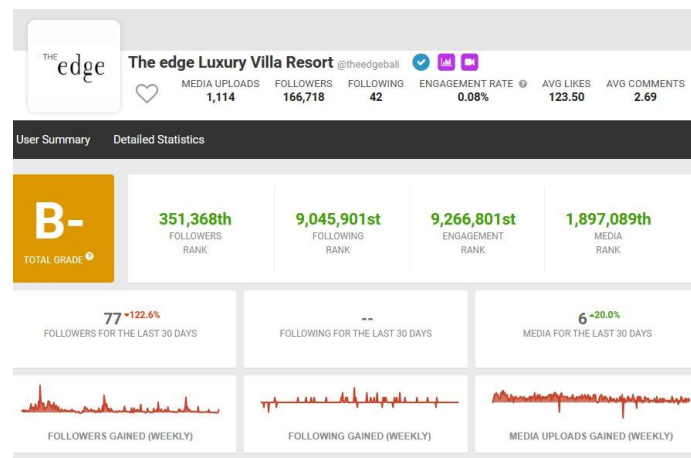 THE edge
The edge Luxury Villa Resort @theedgebali
MEDIA UPLOADS FOLLOWERS FOLLOWING ENGAGEMENT RATE AVG LIKES AVG COMMENTS
1,114 166,718 42 0.08% 123.50 2.69
User Summary Detailed Statistics
B-
TOTAL GRADE ?
351,368th 9,045,901st 9,266,801st 1,897,089th
FOLLOWERS FOLLOWING ENGAGEMENT MEDIA
RANK RANK RANK RANK
77 122.6% -- 6 20.0%
FOLLOWERS FOR THE LAST 30 DAYS FOLLOWING FOR THE LAST 30 DAYS MEDIA FOR THE LAST 30 DAYS
FOLLOWERS GAINED (WEEKLY) FOLLOWING GAINED (WEEKLY) MEDIA UPLOADS GAINED (WEEKLY)